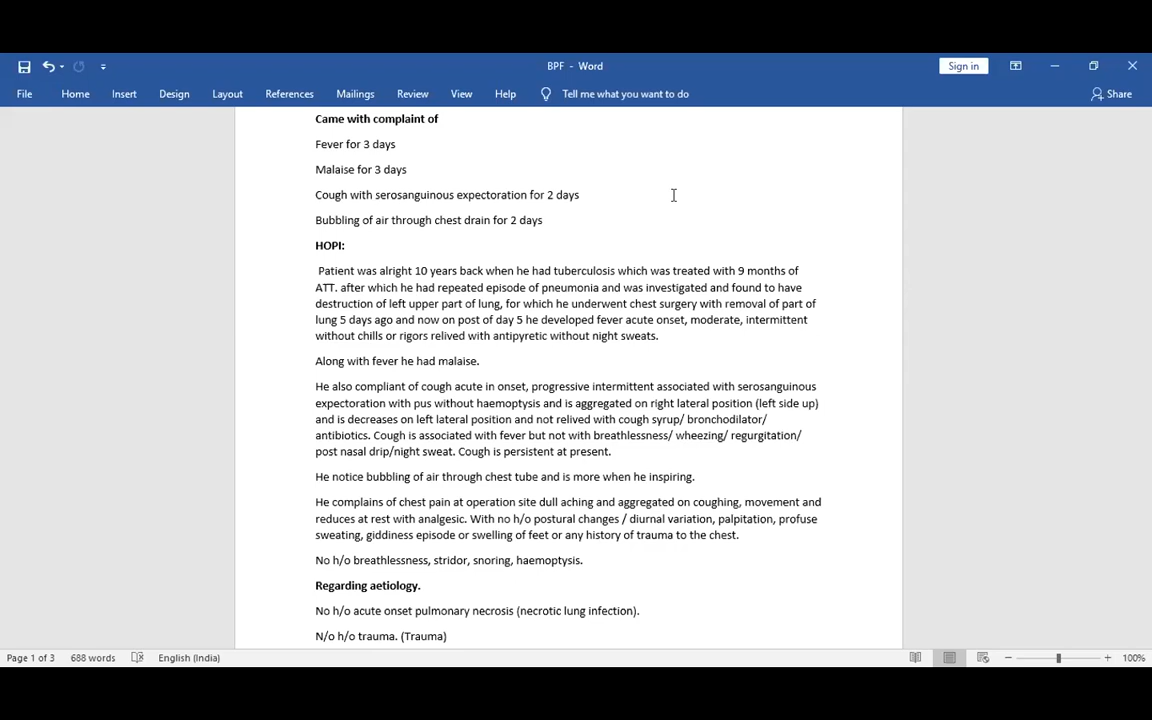 BPF - Word
Sign in
File Home Insert Design Layout References Mailings Review View Help Tell me what you want to do Share
Came with complaint of
Fever for 3 days
Malaise for 3 days
Cough with serosanguinous expectoration for 2 days
Bubbling of air through chest drain for 2 days
HOPI:
Patient was alright 10 years back when he had tuberculosis which was treated with 9 months of
ATT. after which he had repeated episode of pneumonia and was investigated and found to have
destruction of left upper part of lung, for which he underwent chest surgery with removal of part of
lung 5 days ago and now on post of day 5 he developed fever acute onset, moderate, intermittent
without chills or rigors relived with antipyretic without night sweats.
Along with fever he had malaise.
He also compliant of cough acute in onset, progressive intermittent associated with serosanguinous
expectoration with pus without haemoptysis and is aggregated on right lateral position (left side up)
and is decreases on left lateral position and not relived with cough syrup/ bronchodilator/
antibiotics. Cough is associated with fever but not with breathlessness/ wheezing/ regurgitation/
post nasal drip/night sweat. Cough is persistent at present.
He notice bubbling of air through chest tube and is more when he inspiring.
He complains of chest pain at operation site dull aching and aggregated on coughing, movement and
reduces at rest with analgesic. With no h/o postural changes / diurnal variation, palpitation, profuse
sweating, giddiness episode or swelling of feet or any history of trauma to the chest.
No h/o breathlessness, stridor, snoring, haemoptysis.
Regarding aetiology.
No h/o acute onset pulmonary necrosis (necrotic lung infection).
N/o h/o trauma. (Trauma)
Page 1 of 3 688 words English (India) 100%